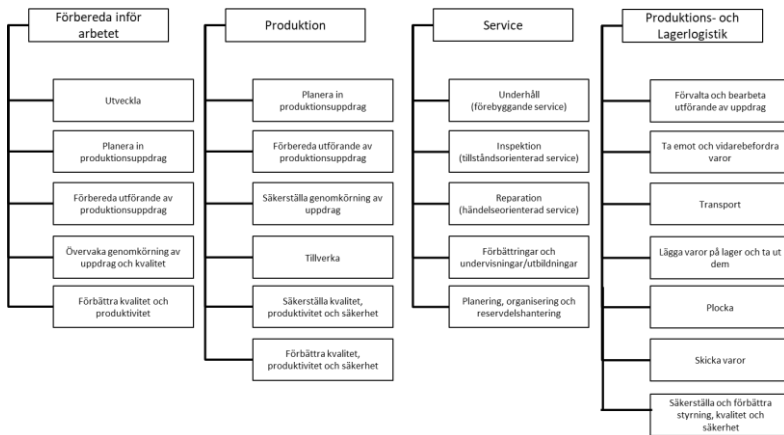 Förbereda inför
arbetet
Utveckla
Planera in
produktionsuppdrag
Förbereda utförande av
produktionsuppdrag
Övervaka genomkörning av
uppdrag och kvalitet
Förbättra kvalitet och
produktivitet
Produktion
Planera in
produktionsuppdrag
Förbereda utförande av
produktionsuppdrag
Säkerställa genomkörning av
uppdrag
Tillverka
Säkerställa kvalitet,
produktivitet och säkerhet
Förbättra kvalitet,
produktivitet och säkerhet
Service
Underhåll
(förebyggande service)
Inspektion
(tillståndsorienterad service)
Reparation
(händelseorienterad service)
Förbättringar och
undervisningar/utbildningar
Planering, organisering och
reservdelshantering
Produktions- och
Lagerlogistik
Förvalta och bearbeta
utförande av uppdrag
Ta emot och vidarebefordra
varor
Transport
Lägga varor på lager och ta ut
dem
Plocka
Skicka varor
Säkerställa och förbättra
styrning, kvalitet och
säkerhet